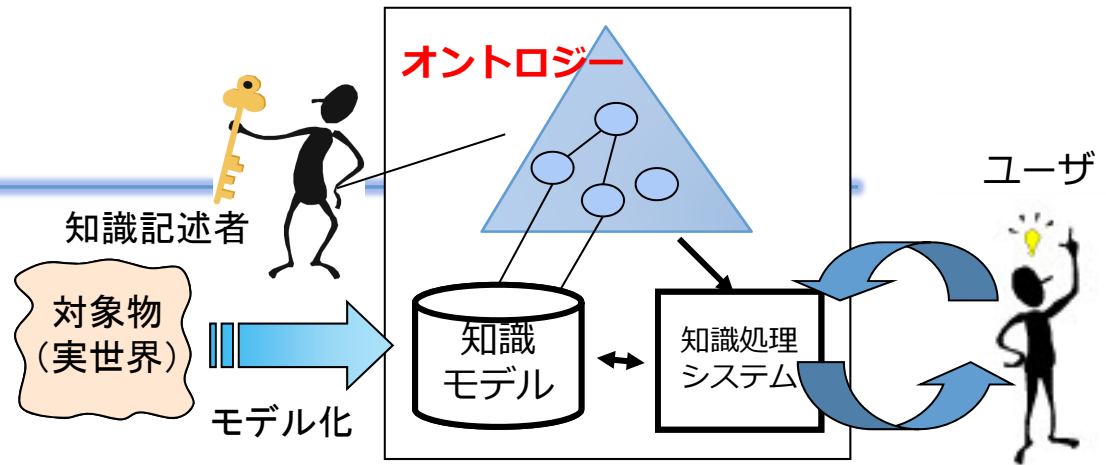 オントロジー
ユーザ
知識記述者
対象物
（実世界）
モデル化
知識
モデル
知識処理
システム